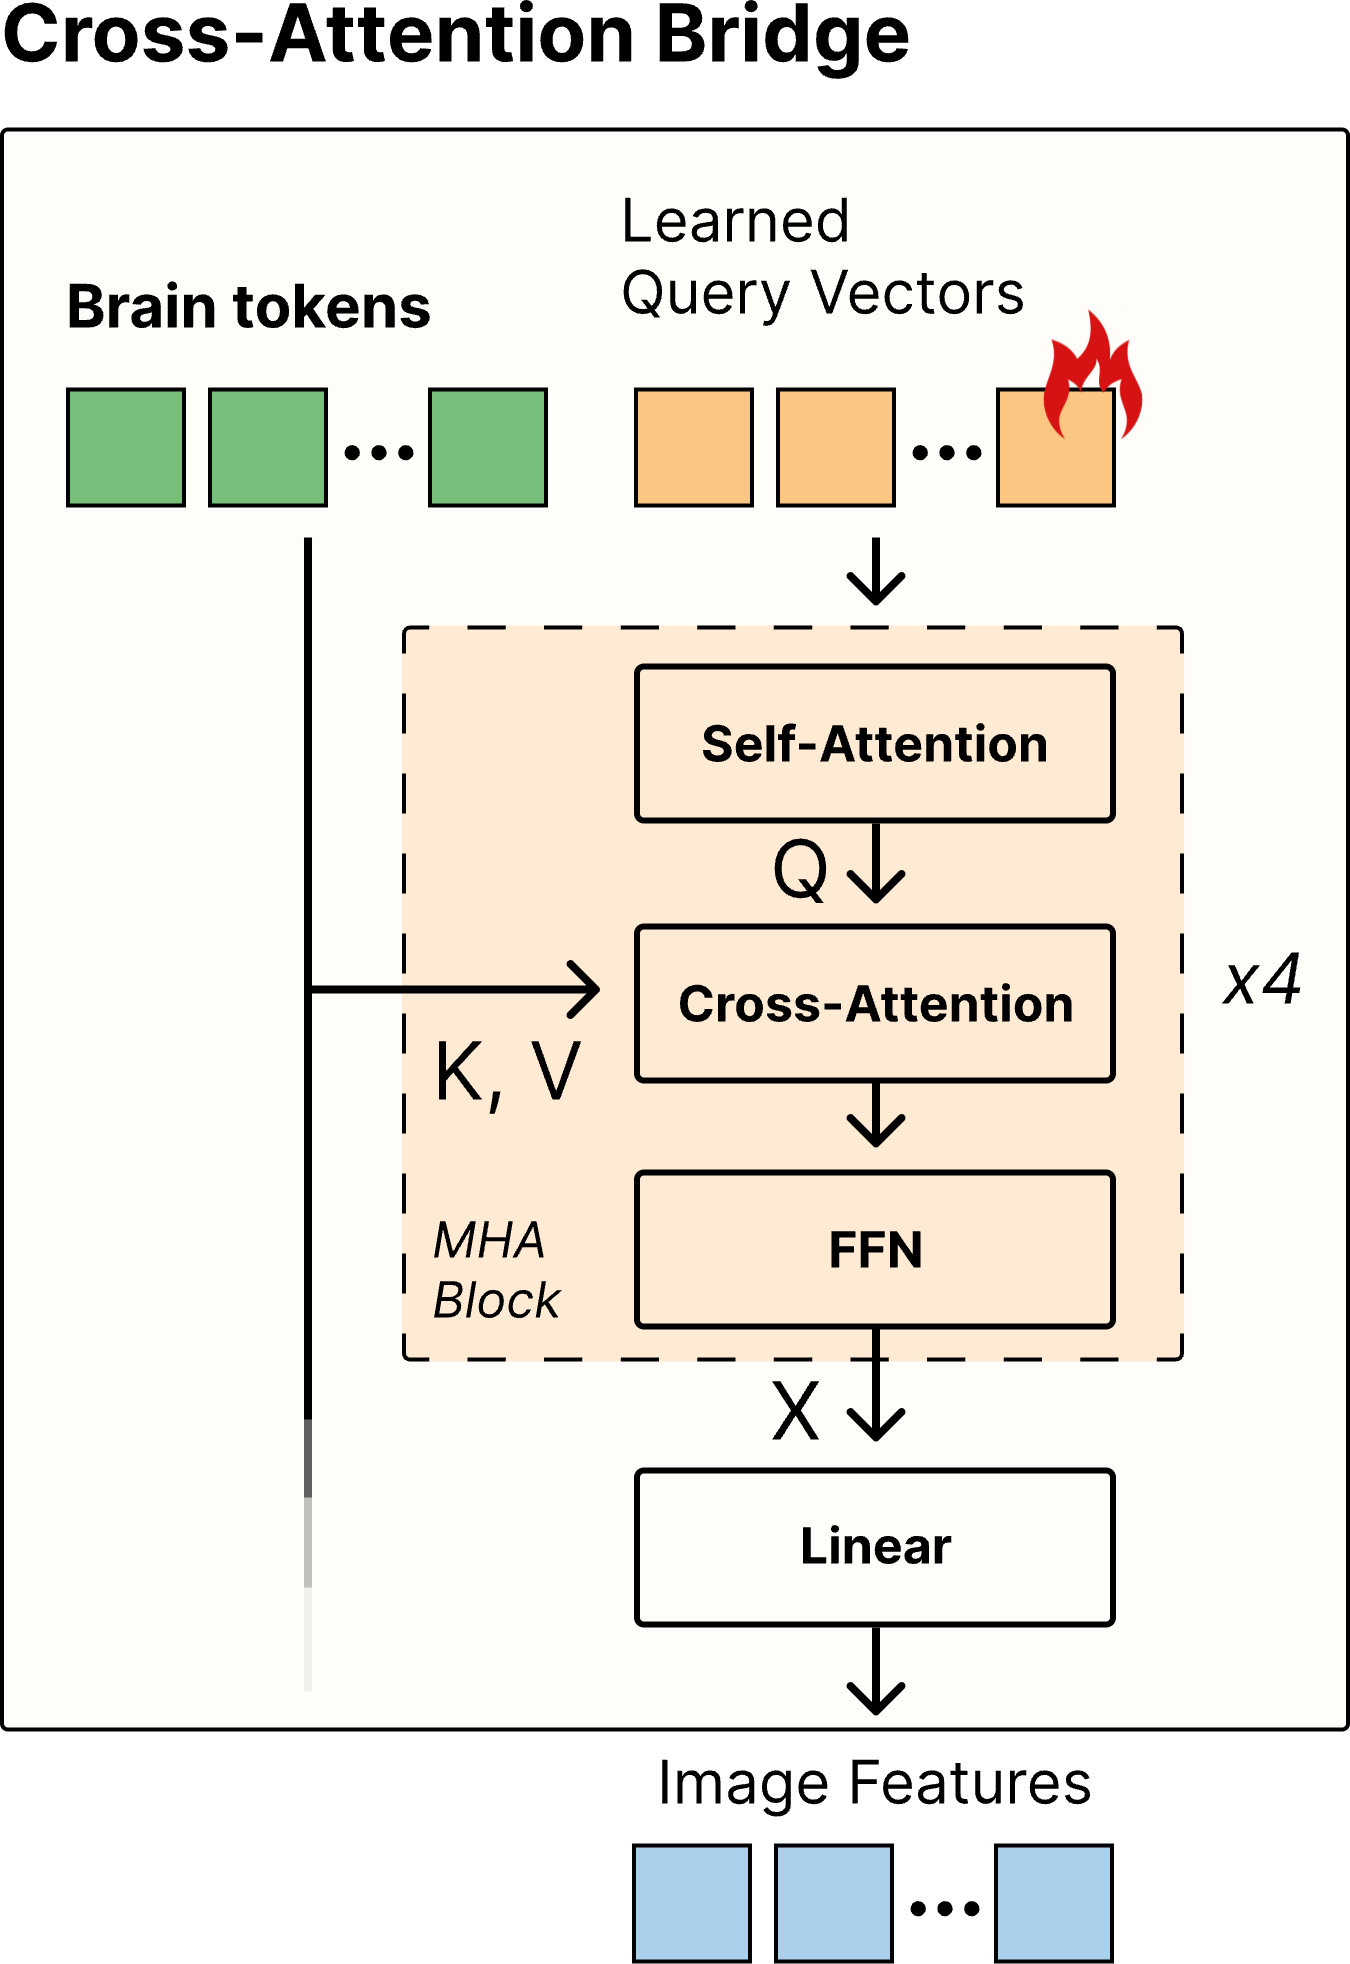 Cross-Attention Bridge
Learned
Query Vectors
Brain tokens
Self-Attention
Q
Cross-Attention
x4
K, V
FFN
MHA
Block
X
Linear
Image Features